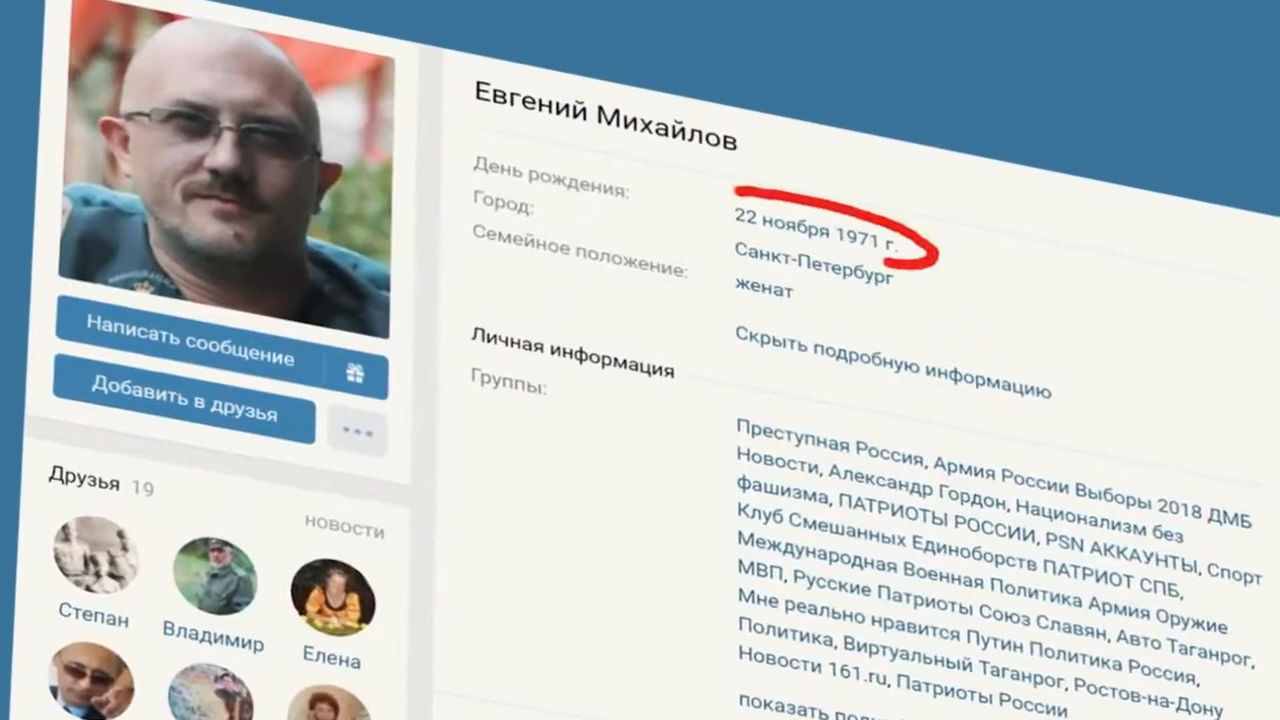 Евгений Михайлов
День рождения:
22 ноября 1971 г.
Город:
Санкт-Петербург
Семейное положение:
женат
Скрыть подробную информацию
Личная информация
Группы:
Преступная Россия, Армия России Выборы 2018 ДМБ
Новости, Александр Гордон, Национализм без
фашизма, ПАТРИОТЫ РОССИИ, PSN АККАУНТЫ, Спорт
Клуб Смешанных Единоборств ПАТРИОТ СПБ,
Международная Военная Политика Армия Оружие
МВП, Русские Патриоты Союз Славян, Авто Таганрог,
Мне реально нравится Путин Политика Россия,
Политика, Виртуальный Таганрог, Ростов-на-Дону
Новости 161.ru, Патриоты России
показать
Написать сообщение
Добавить в друзья
Друзья 19
новости
Степан
Владимир
Елена